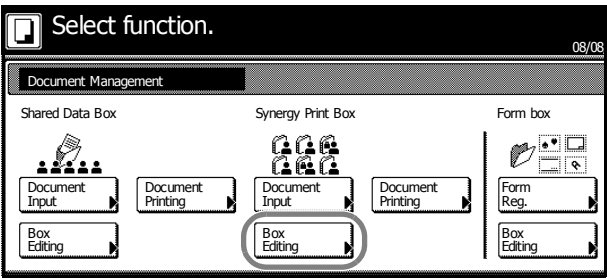 Select function.
08/08
Document Management
Shared Data Box
Synergy Print Box
Form box
Document
Input
Document
Printing
Document
Input
Document
Printing
Form
Reg.
Box
Editing
Box
Editing
Box
Editing